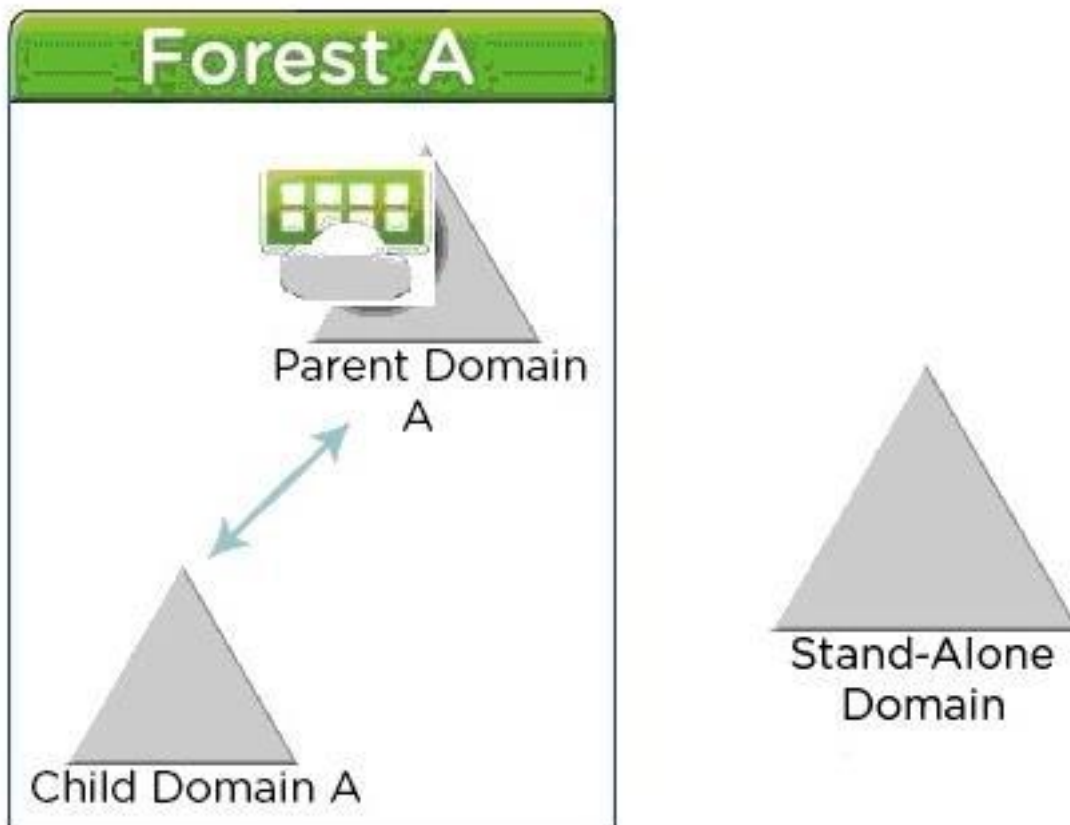 Forest A
Parent Domain
A
Child Domain A
Stand-Alone
Domain